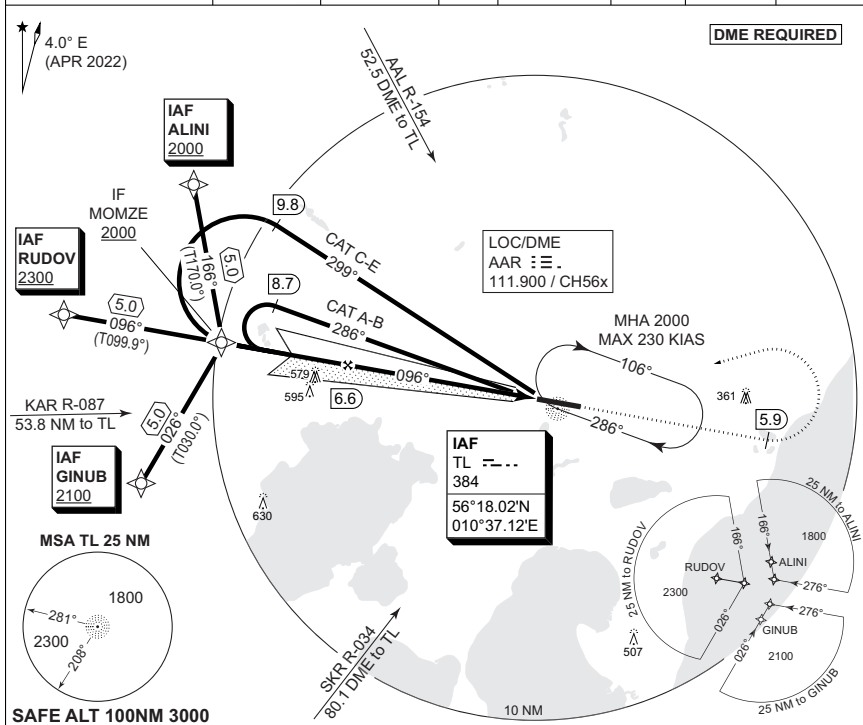 4.0° E
(APR 2022)
DME REQUIRED
AAL R-154
52.5 DME to TL
IAF
ALINI
2000
IF
MOMZE
2000
9.8
IAF
RUDOV
2300
166°
(T170.0°)
5.0
CAT C-E
299°
LOC/DME
AAR
111.900 / CH56x
5.0
096°
(T099.9°)
8.7
CAT A-B
286°
MHA 2000
MAX 230 KIAS
106°
579
595
096°
6.6
361
KAR R-087
53.8 NM to TL
5.0
026°
(T030.0°)
286°
5.9
IAF
GINUB
2100
IAF
TL
384
56°18.02'N
010°37.12'E
630
MSA TL 25 NM
1800
281°
2300
208°
SAFE ALT 100NM 3000
SKR R-034
80.1 DME to TL
10 NM
25 NM to RUDOV
166°
RUDOV
2300
026°
507
25 NM to ALINI
166°
1800
ALINI
276°
276°
GINUB
026°
2100
25 NM to GINUB